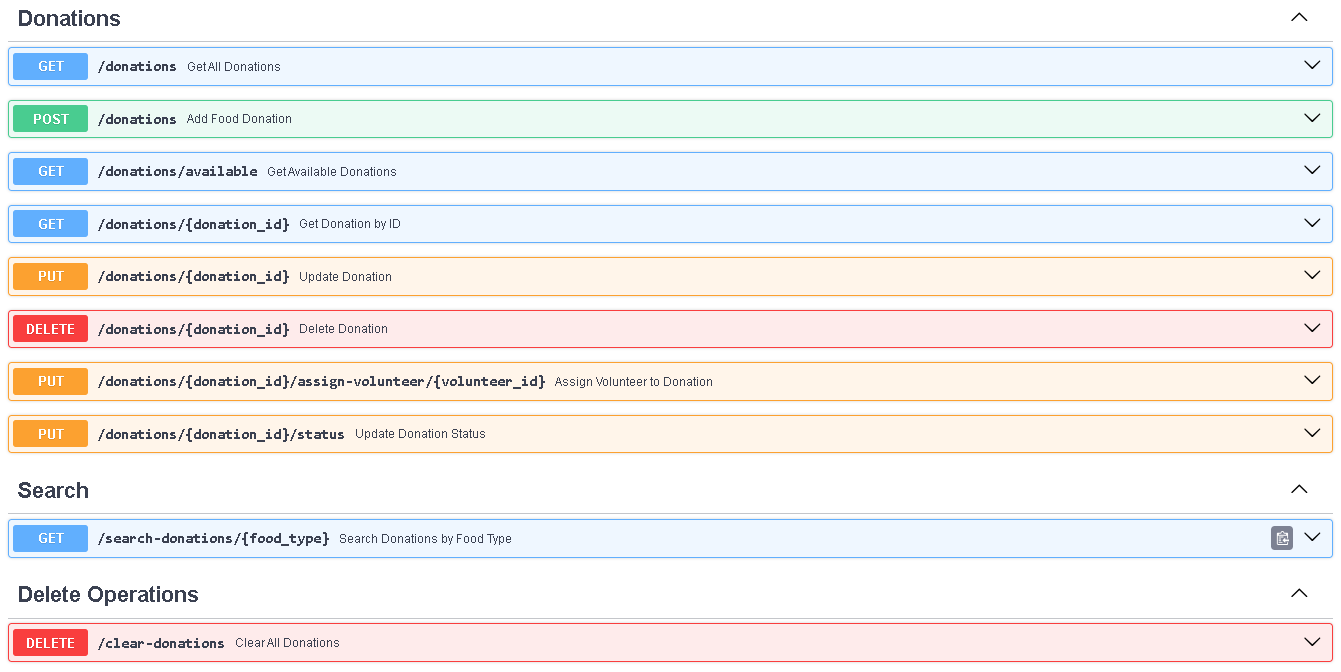 Donations
GET /donations Get All Donations
POST /donations Add Food Donation
GET /donations/available Get Available Donations
GET /donations/{donation_id} Get Donation by ID
PUT /donations/{donation_id} Update Donation
DELETE /donations/{donation_id} Delete Donation
PUT /donations/{donation_id}/assign-volunteer/{volunteer_id} Assign Volunteer to Donation
PUT /donations/{donation_id}/status Update Donation Status
Search
GET /search-donations/{food_type} Search Donations by Food Type
Delete Operations
DELETE /clear-donations Clear All Donations